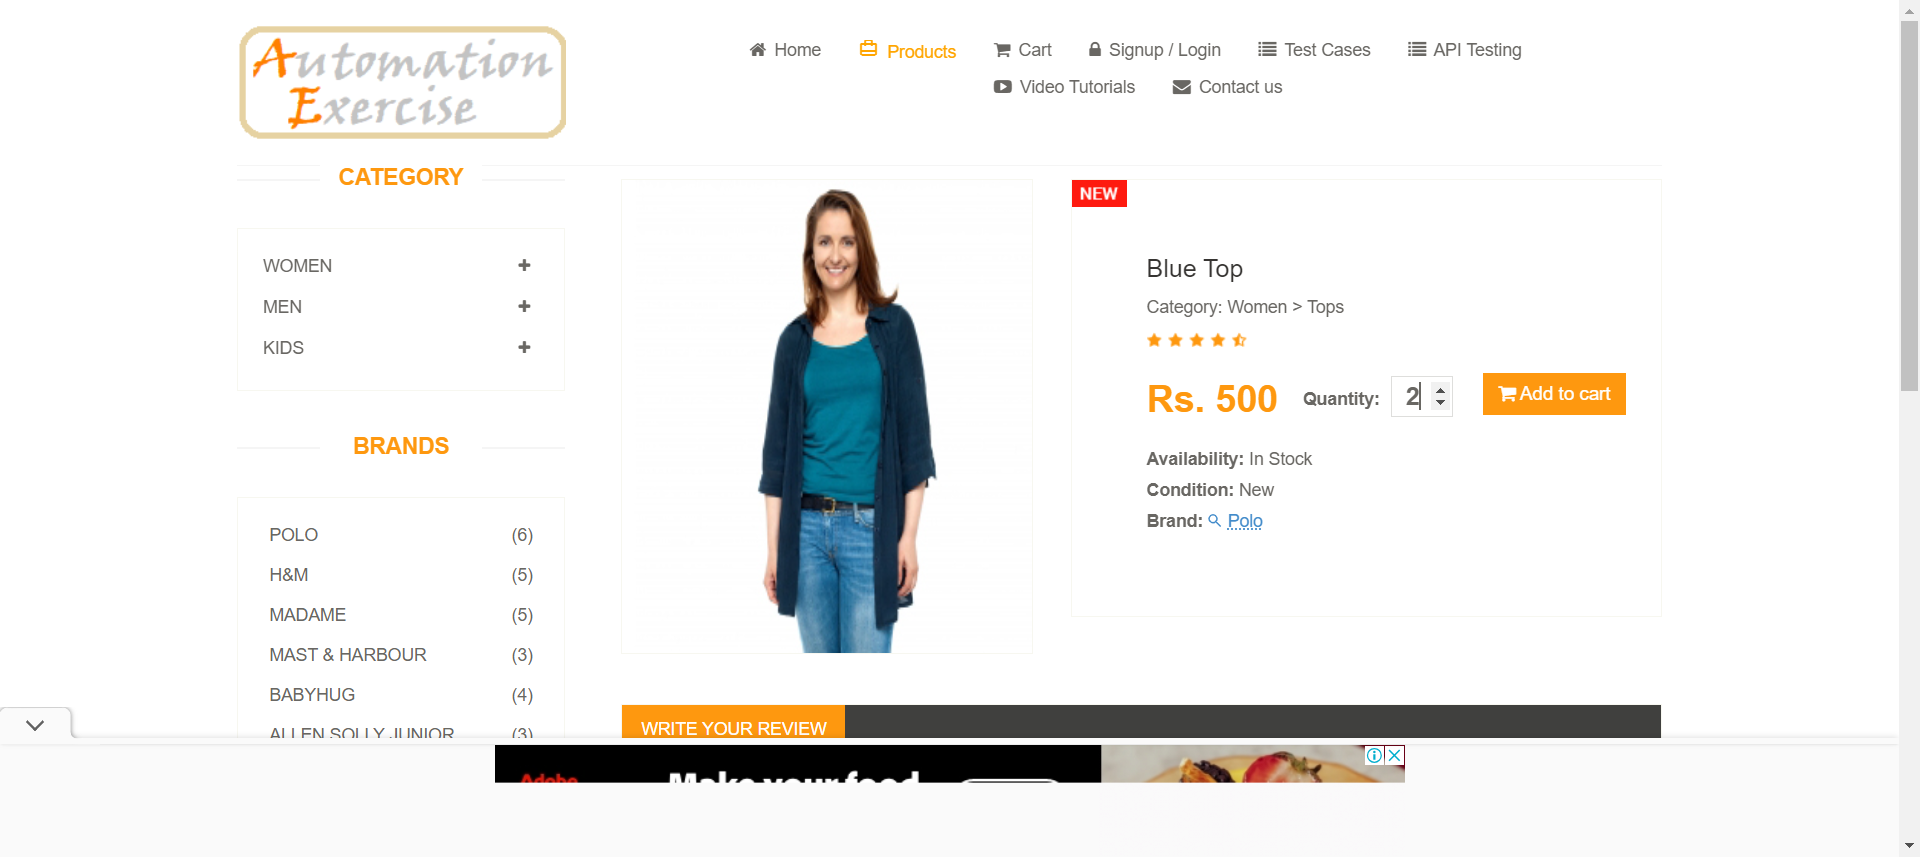 Automation
Exercise
Home
Products
Cart
Signup / Login
Test Cases
API Testing
Video Tutorials
Contact us
CATEGORY
WOMEN
MEN
KIDS
BRANDS
POLO (6)
H&M (5)
MADAME (5)
MAST & HARBOUR (3)
BABYHUG (4)
ALLEN SOLLY JUNIOR (3)
NEW
Blue Top
Category: Women > Tops
Rs. 500 Quantity: 2 Add to cart
Availability: In Stock
Condition: New
Brand: Polo
WRITE YOUR REVIEW
Adobe
Make your food